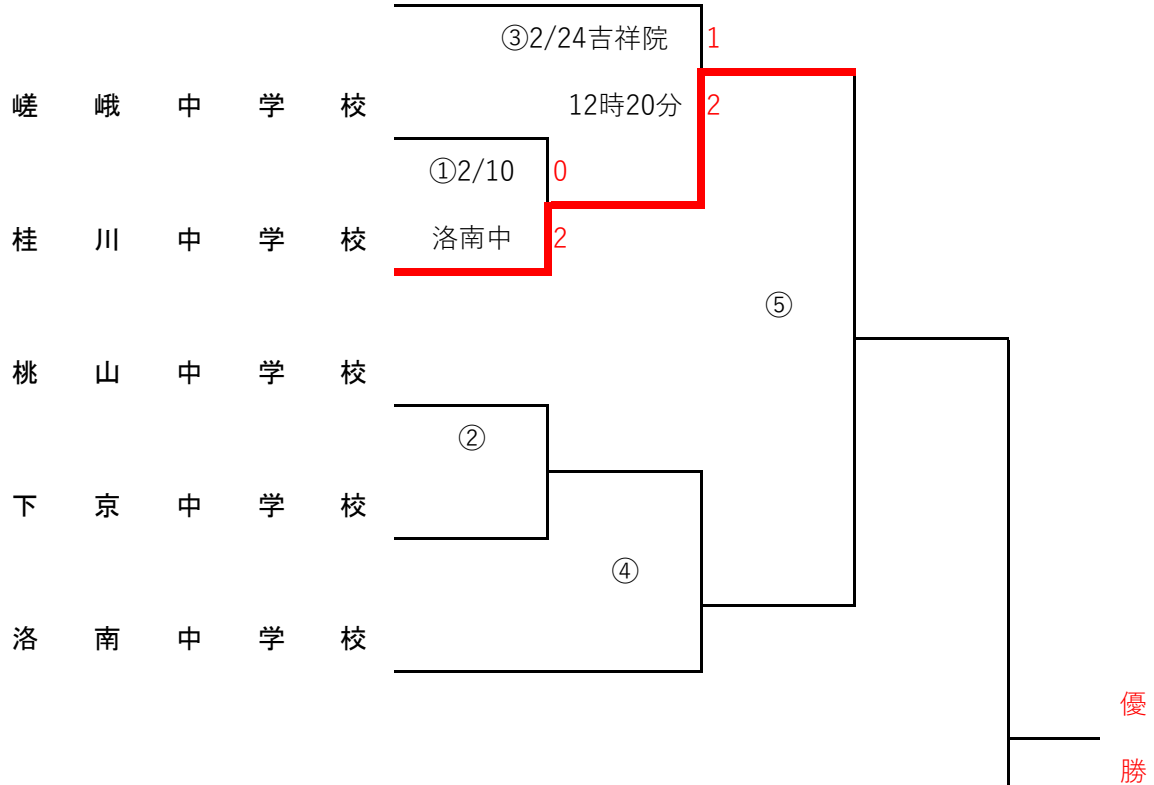 ③2/24吉祥院 1
嵯峨中学校 12時20分 2
①2/10 0
桂川中学校 洛南中 2
⑤
桃山中学校
②
下京中学校
④
洛南中学校
優
勝